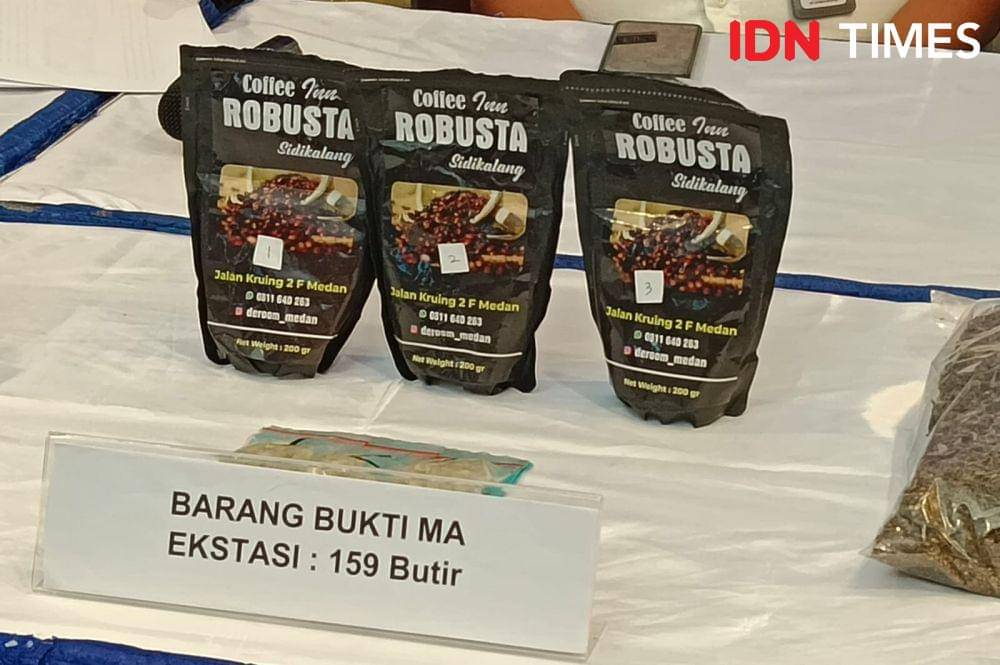 IDN TIMES
Coffee Inn
ROBUSTA
Sidikalang
1
Jalan Kruing 2 F Medan
0811 640 263
deroom_medan
Net Weight : 200 gr
Coffee Inn
ROBUSTA
Sidikalang
2
Jalan Kruing 2 F Medan
0811 640 263
deroom_medan
Net Weight : 200 gr
Coffee Inn
ROBUSTA
Sidikalang
3
Jalan Kruing 2 F Medan
0811 640 263
deroom_medan
Net Weight : 200 gr
BARANG BUKTI MA
EKSTASI : 159 Butir